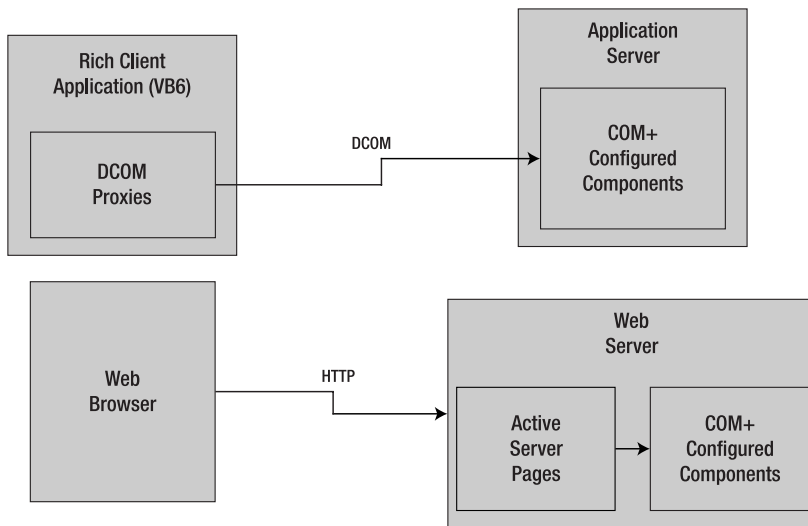 Rich Client
Application (VB6)
DCOM
Proxies
DCOM
Application
Server
COM+
Configured
Components
Web
Browser
HTTP
Web
Server
Active
Server
Pages
COM+
Configured
Components